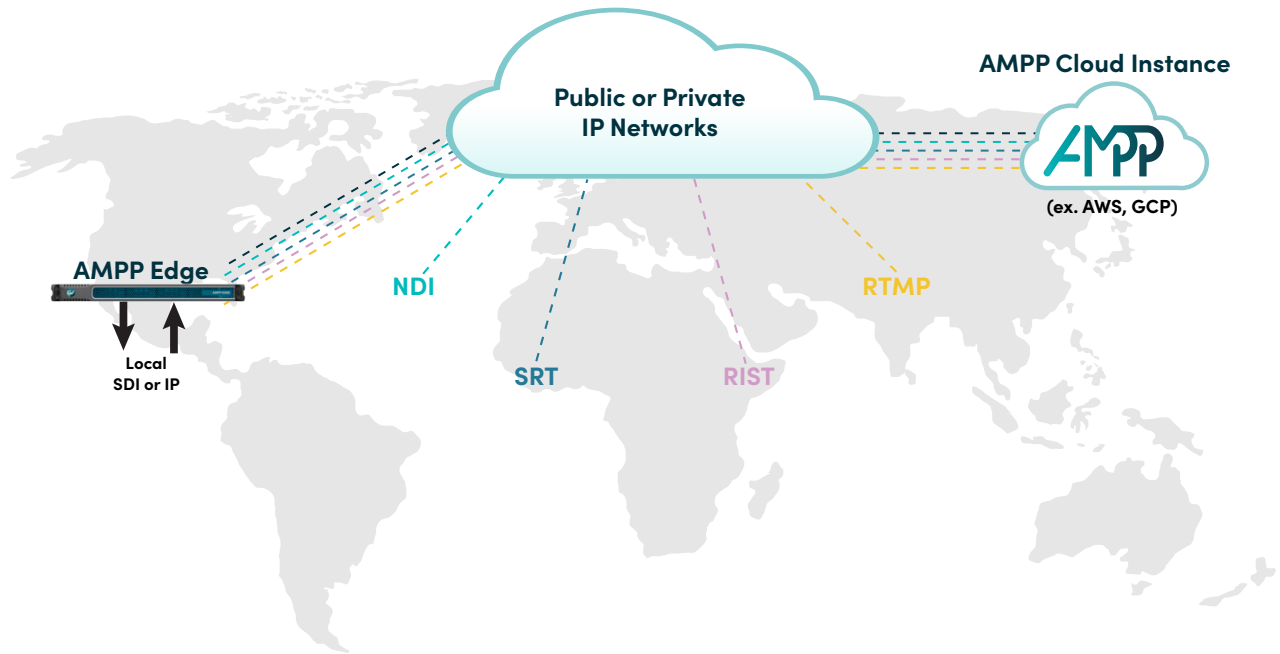 AMPP Cloud Instance
Public or Private
IP Networks
AMPP
(ex. AWS, GCP)
AMPP Edge
NDI
RTMP
Local
SDI or IP
SRT
RIST